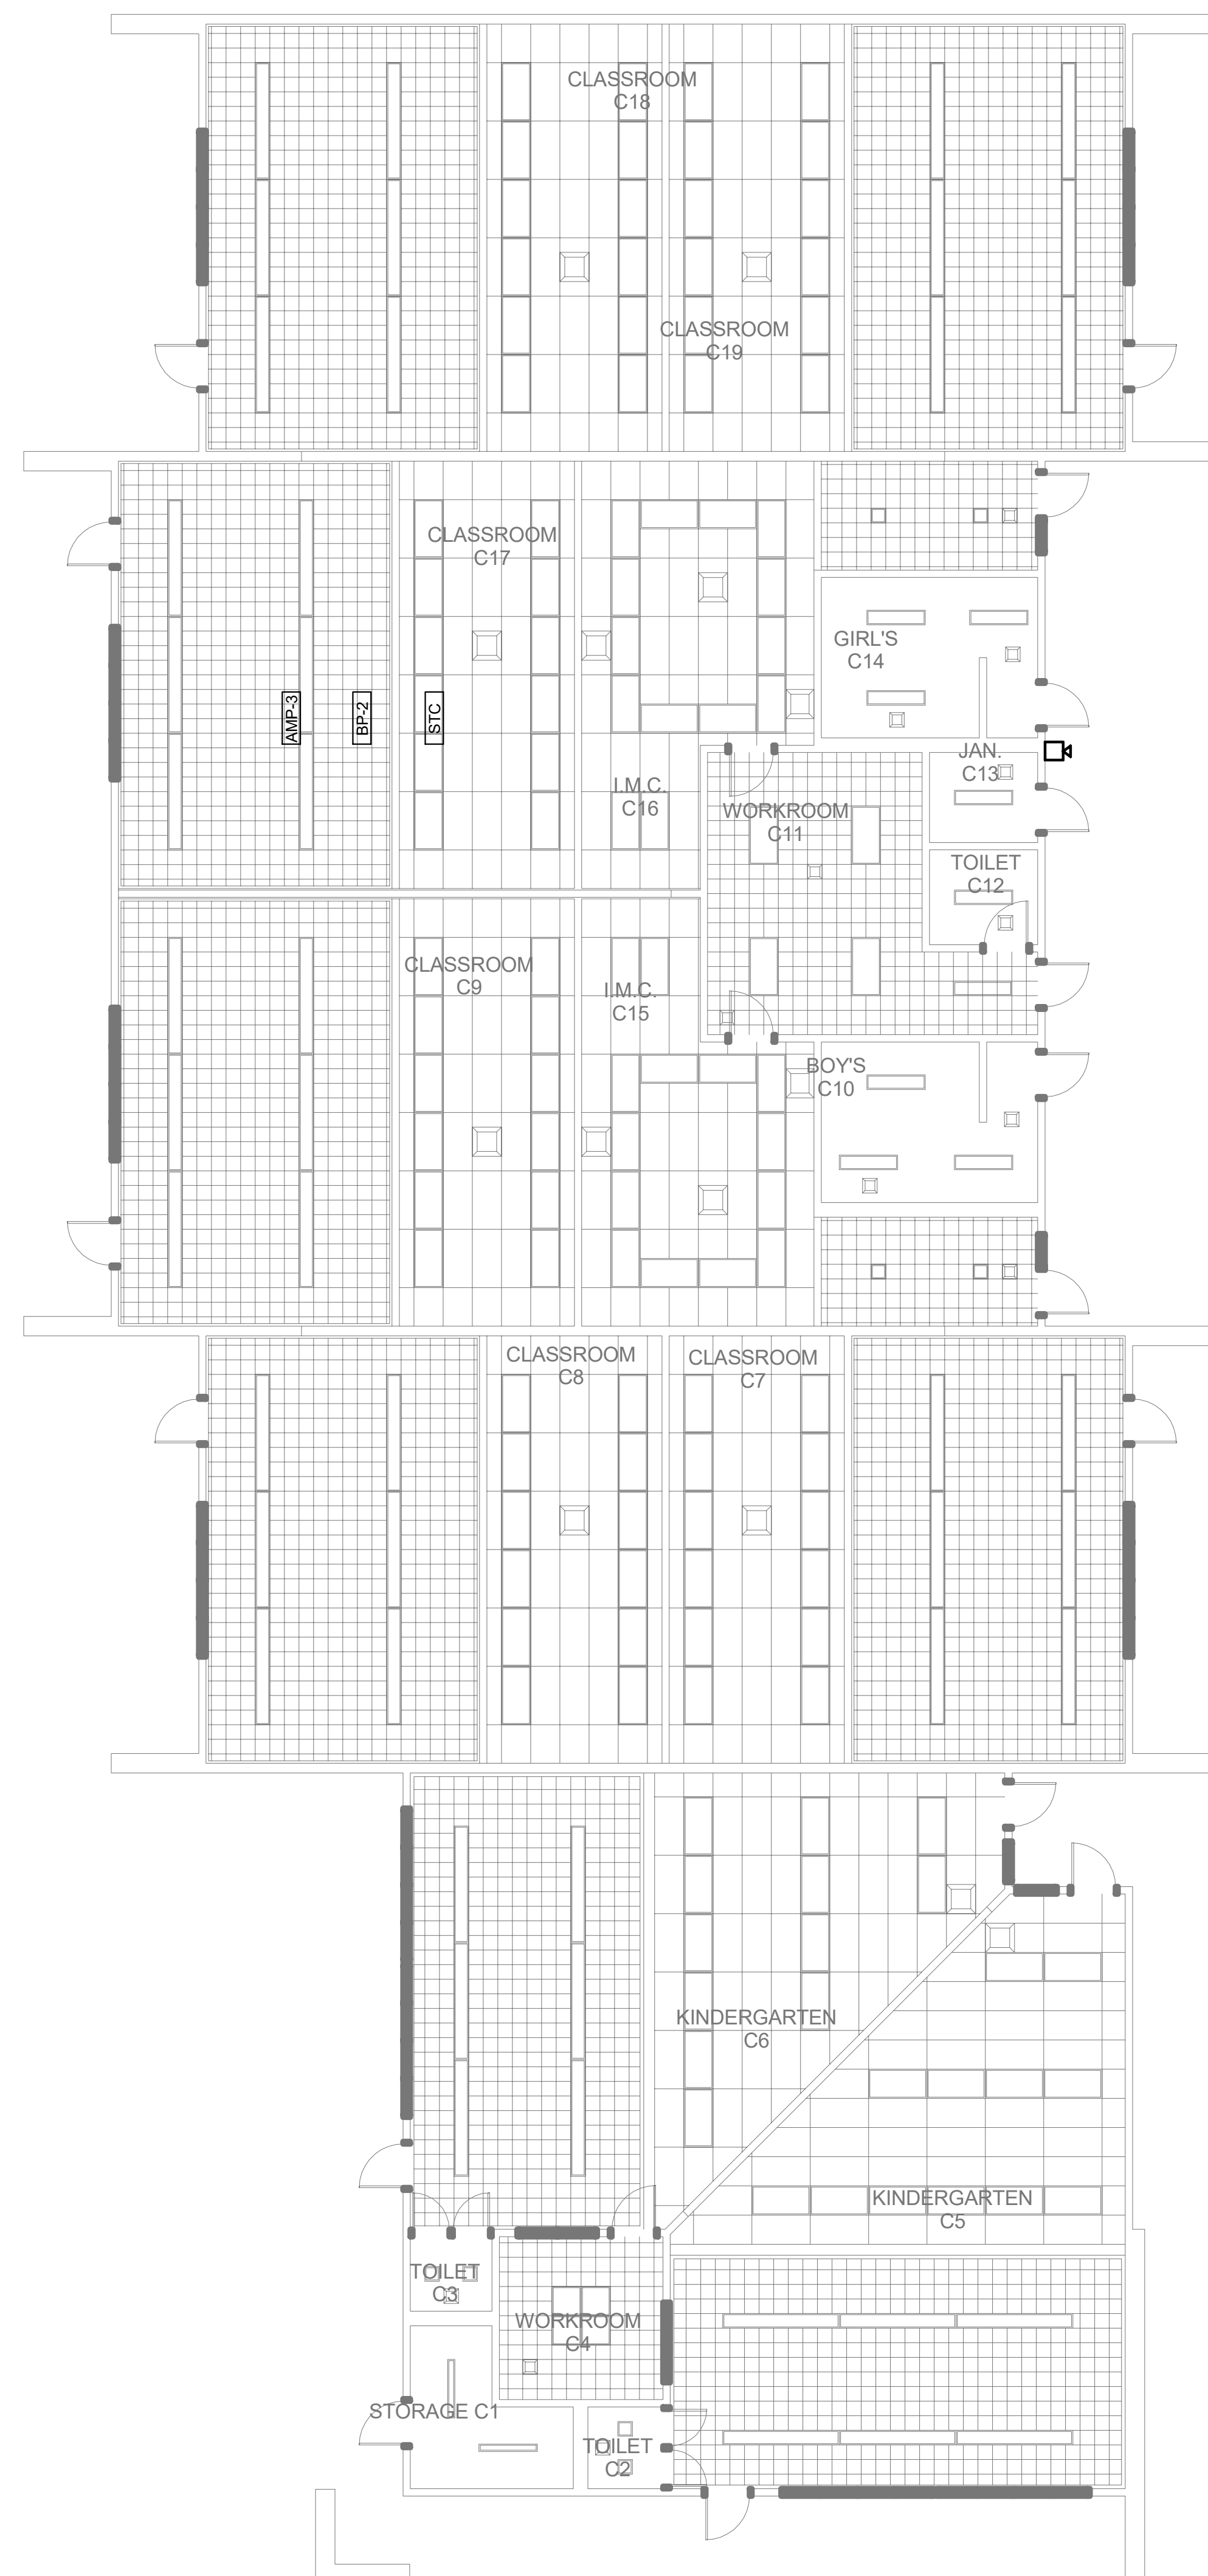 CLASSROOM
C18
CLASSROOM
C19
CLASSROOM
C17
GIRL'S
C14
AMP-3
BP-2
STC
JAN.
C13
I.M.C.
C16
WORKROOM
C11
TOILET
C12
CLASSROOM
C9
I.M.C.
C15
BOY'S
C10
CLASSROOM
C8
CLASSROOM
C7
KINDERGARTEN
C6
KINDERGARTEN
C5
TOILET
C3
WORKROOM
C4
STORAGE C1
TOILET
C2